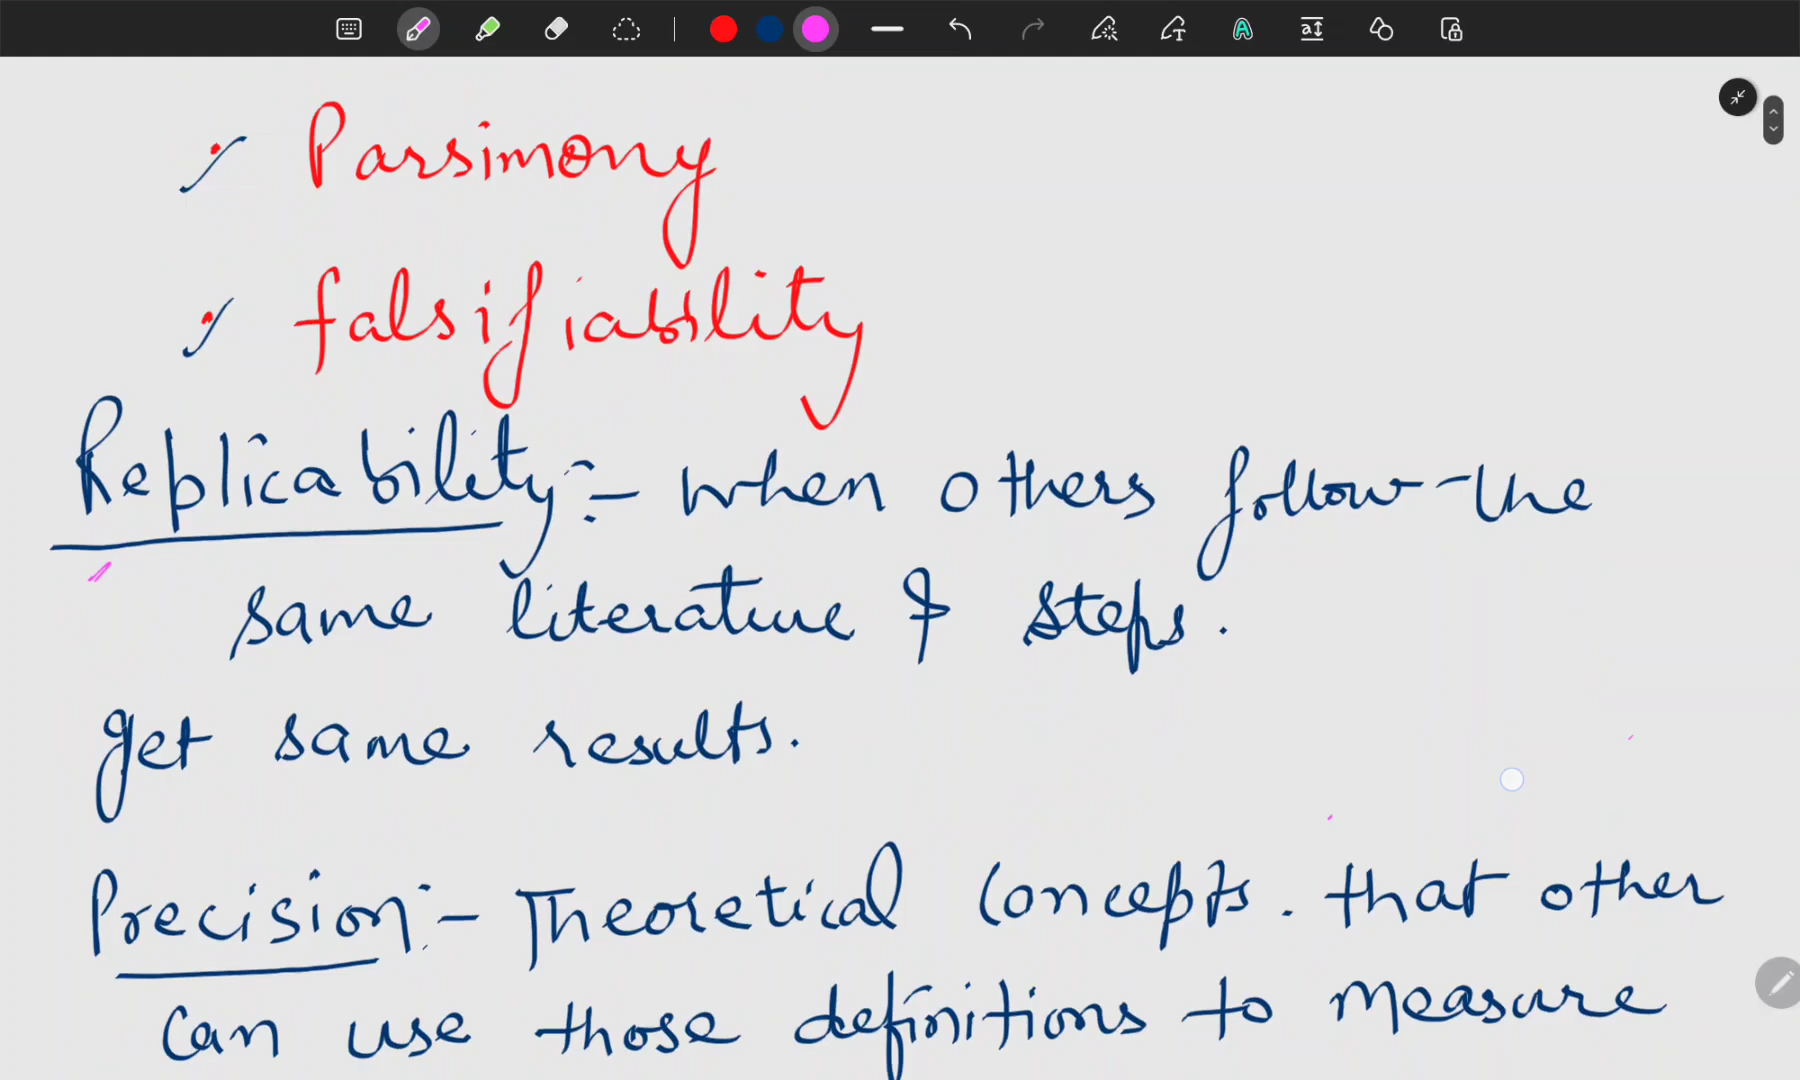 Parsimony
falsifiability
Replicability:- when others follow-the
same literature & steps.
get same results.
Precision:- Theoretical Concepts. that other
can use those definitions to measure